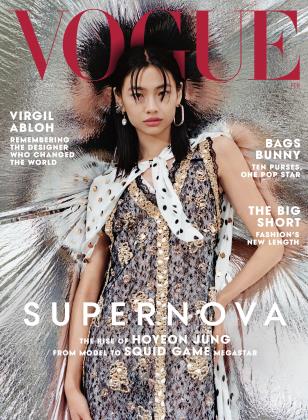 VOGUE
VIRGIL
ABLOH
REMEMBERING
THE DESIGNER
WHO CHANGED
THE WORLD
BAGS
BUNNY
TEN PURSES
ONE POP STAR
THE BIG
SHORT
FASHION'S
NEW LENGTH
SUPERNOVA
THE RISE OF HOYEON JUNG
FROM MODEL TO SQUID GAME MEGASTAR